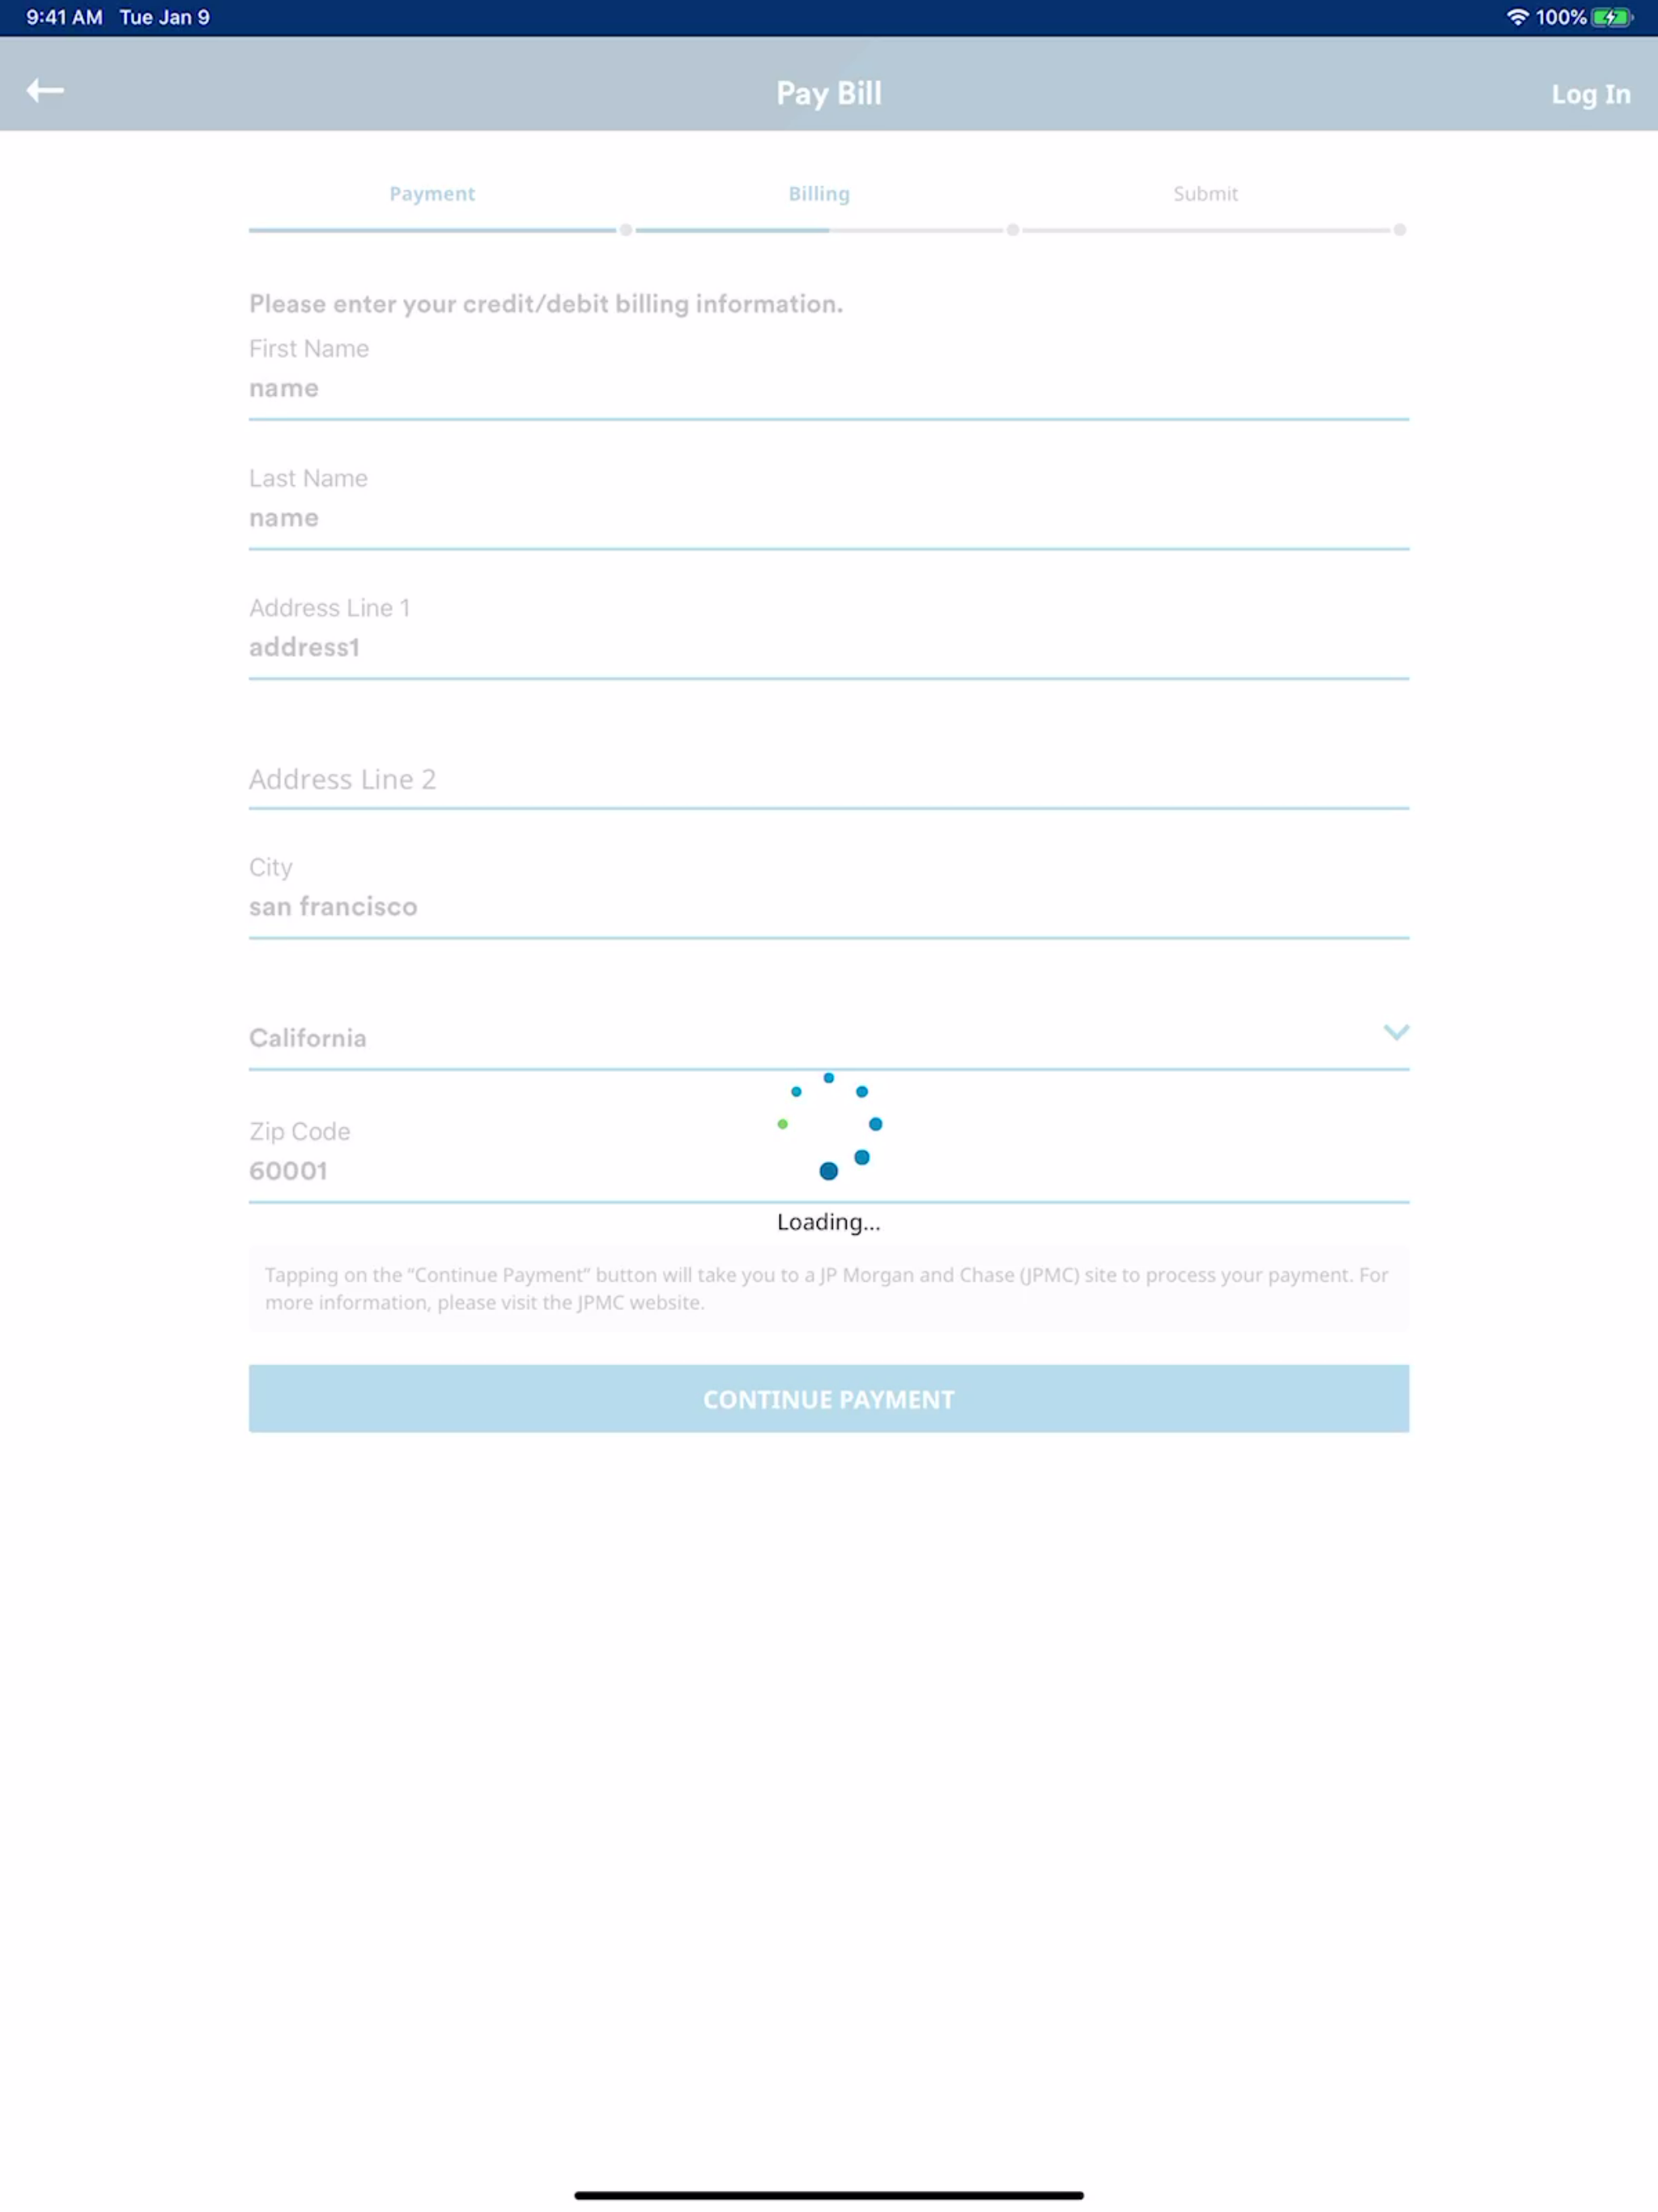 9:41 AM Tue Jan 9
100%
Pay Bill
Log In
Payment
Billing
Submit
Please enter your credit/debit billing information.
First Name
name
Last Name
name
Address Line 1
address1
Address Line 2
City
san francisco
California
Zip Code
60001
Loading...
Tapping on the “Continue Payment” button will take you to a JP Morgan and Chase (JPMC) site to process your payment. For
more information, please visit the JPMC website.
CONTINUE PAYMENT